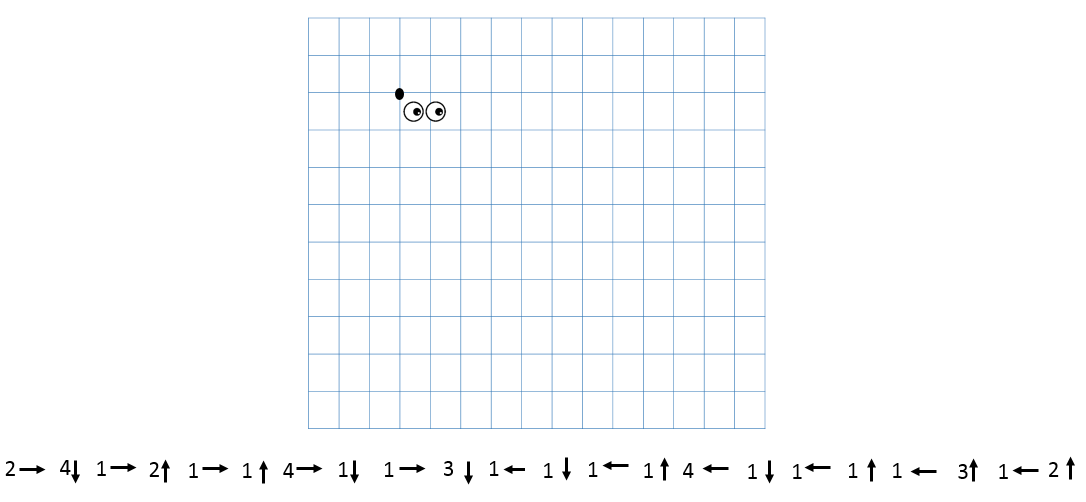 2→ 4↓ 1→ 2↑ 1→ 1↑ 4→ 1↓ 1→ 3↓ 1← 1↓ 1← 1↑ 4← 1↓ 1← 1↑ 1← 3↑ 1← 2↑